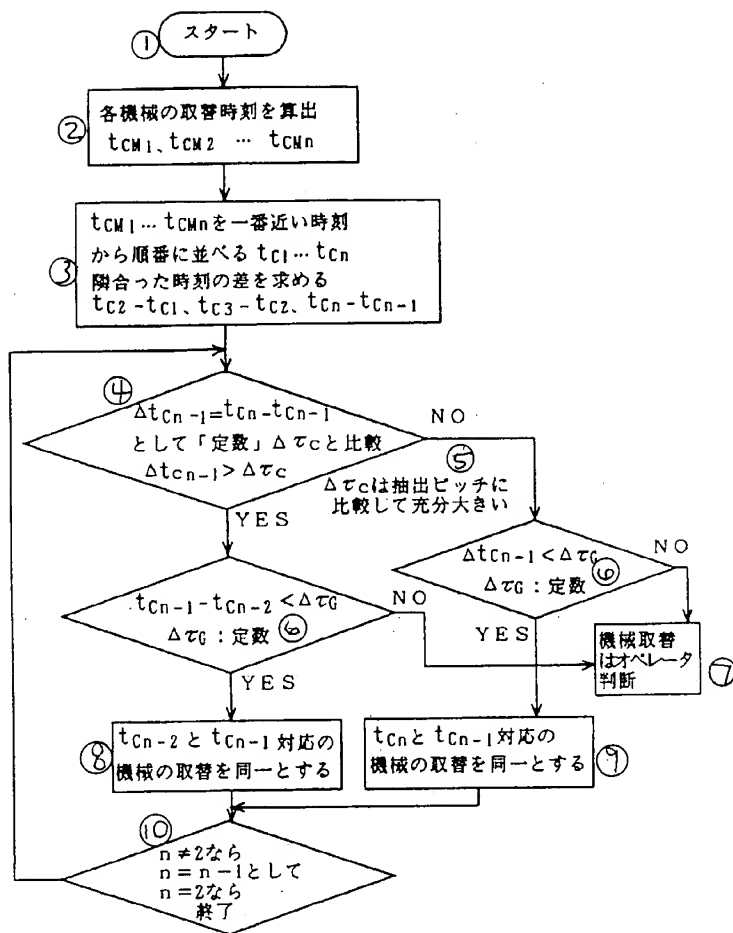 ① スタート
② 各機械の取替時刻を算出
tCM1、tCM2 … tCMn
tCM1…tCMnを一番近い時刻
から順番に並べる tC1…tCn
③ 隣合った時刻の差を求める
tC2-tC1、tC3-tC2、tCn-tCn-1
④
ΔtCn-1=tCn-tCn-1
として「定数」Δτcと比較
Δtcn-1>Δτc
NO
⑤
Δτcは抽出ピッチに
比較して充分大きい
YES
ΔtCn-1<ΔτG
ΔτG:定数 ⑥
NO
YES
tCn-1-tCn-2<ΔτG
ΔτG:定数 ⑥
NO
YES
機械取替
はオペレータ
判断
⑦
⑧ tCn-2とtCn-1対応の
機械の取替を同一とする
tCnとtCn-1対応の
機械の取替を同一とする ⑨
⑩
n≠2なら
n=n-1として
n=2なら
終了